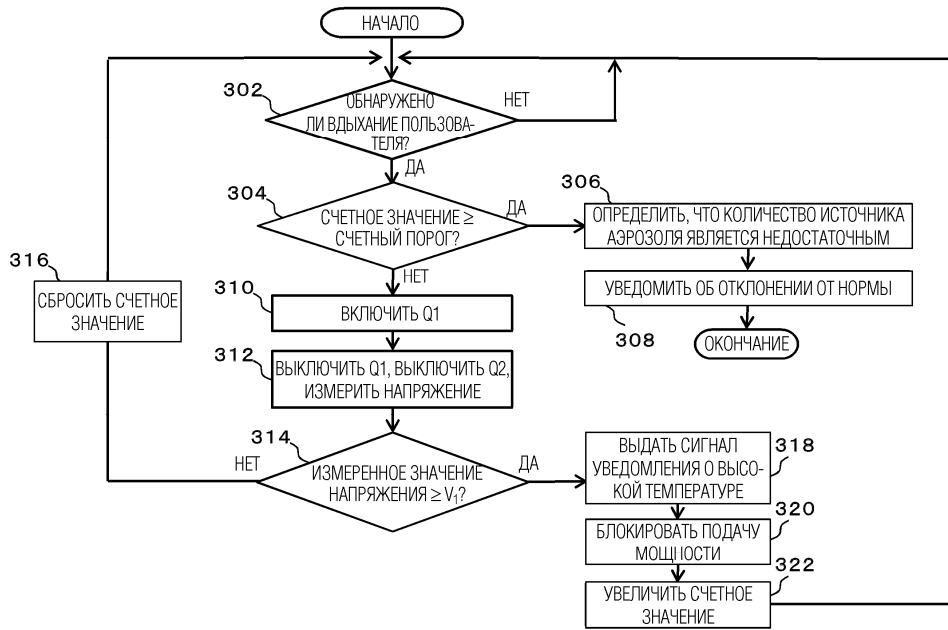 НАЧАЛО
302
ОБНАРУЖЕНО
ЛИ ВДЫХАНИЕ ПОЛЬЗОВА-
ТЕЛЯ?
НЕТ
ДА
304
СЧЕТНОЕ ЗНАЧЕНИЕ ≥
СЧЕТНЫЙ ПОРОГ?
ДА
НЕТ
306
ОПРЕДЕЛИТЬ, ЧТО КОЛИЧЕСТВО ИСТОЧНИКА
АЭРОЗОЛЯ ЯВЛЯЕТСЯ НЕДОСТАТОЧНЫМ
УВЕДОМИТЬ ОБ ОТКЛОНЕНИИ ОТ НОРМЫ
308
ОКОНЧАНИЕ
316
СБРОСИТЬ СЧЕТНОЕ
ЗНАЧЕНИЕ
310
ВКЛЮЧИТЬ Q1
312
ВЫКЛЮЧИТЬ Q1, ВЫКЛЮЧИТЬ Q2,
ИЗМЕРИТЬ НАПРЯЖЕНИЕ
314
НЕТ
ИЗМЕРЕННОЕ ЗНАЧЕНИЕ
НАПРЯЖЕНИЯ ≥ V₁?
ДА
ВЫДАТЬ СИГНАЛ
УВЕДОМЛЕНИЯ О ВЫСО-
КОЙ ТЕМПЕРАТУРЕ
318
БЛОКИРОВАТЬ ПОДАЧУ
МОЩНОСТИ
320
УВЕЛИЧИТЬ СЧЕТНОЕ
ЗНАЧЕНИЕ
322